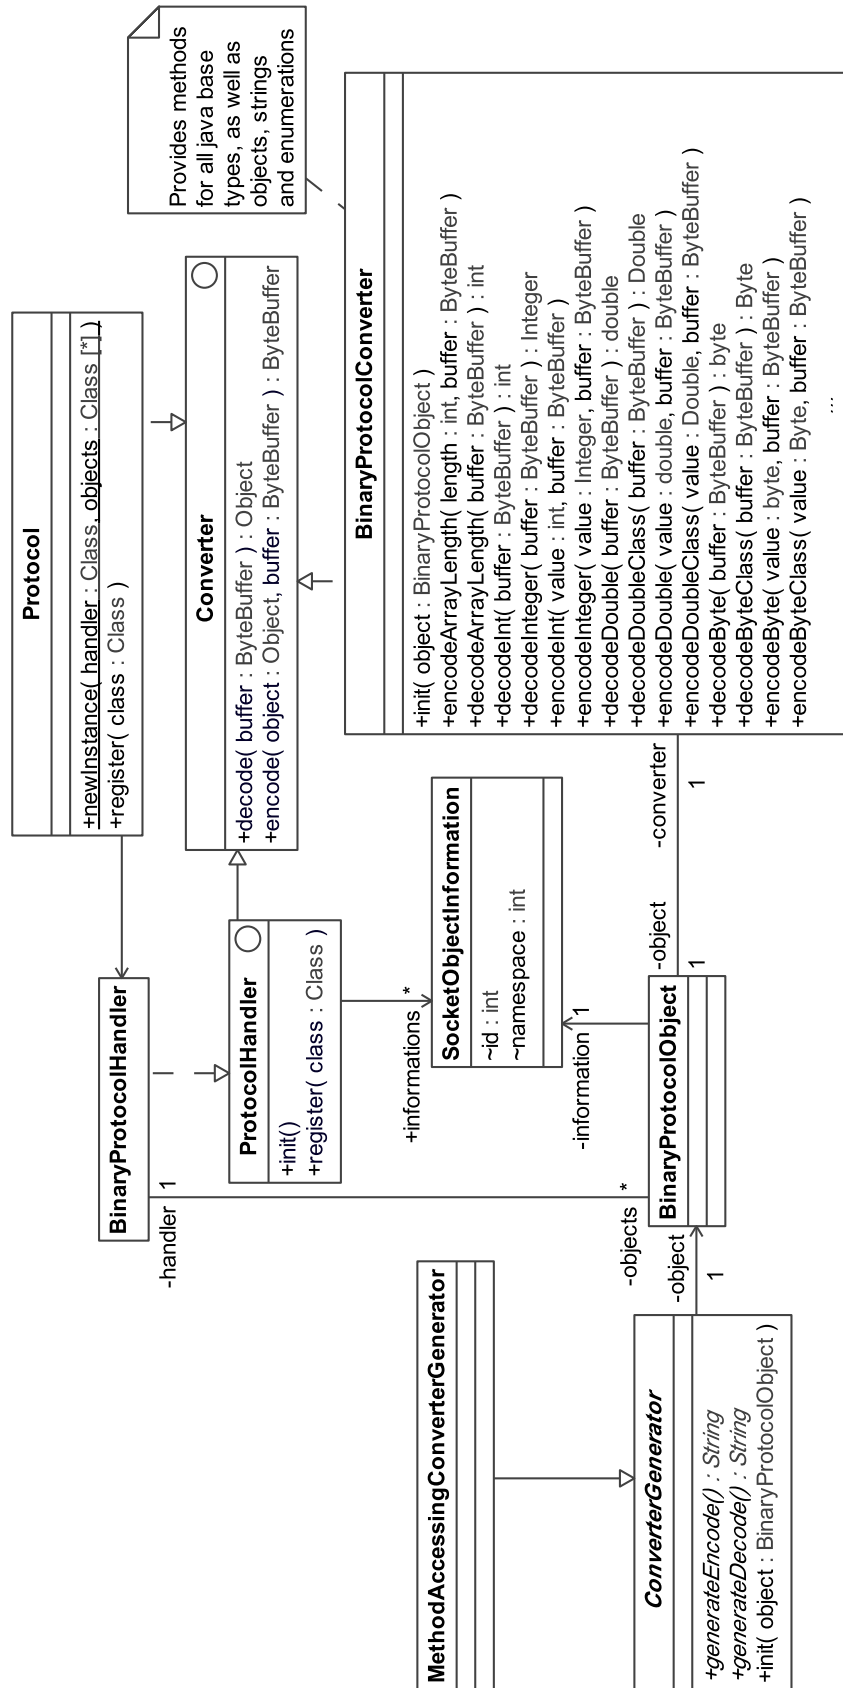 Provides methods
for all java base
types, as well as
objects, strings
and enumerations
Protocol
+newInstance( handler : Class, objects : Class [*] )
+register( class : Class )
Converter
+decode( buffer : ByteBuffer ) : Object
+encode( object : Object, buffer : ByteBuffer ) : ByteBuffer
BinaryProtocolConverter
+init( object : BinaryProtocolObject )
+encodeArrayLength( length : int, buffer : ByteBuffer )
+decodeArrayLength( buffer : ByteBuffer ) : int
+decodeInt( buffer : ByteBuffer ) : int
+decodeInteger( buffer : ByteBuffer ) : Integer
+encodeInt( value : int, buffer : ByteBuffer )
+encodeInteger( value : Integer, buffer : ByteBuffer )
+decodeDouble( buffer : ByteBuffer ) : double
+decodeDoubleClass( buffer : ByteBuffer ) : Double
+encodeDouble( value : double, buffer : ByteBuffer )
+encodeDoubleClass( value : Double, buffer : ByteBuffer )
+decodeByte( buffer : ByteBuffer ) : byte
+decodeByteClass( buffer : ByteBuffer ) : Byte
+encodeByte( value : byte, buffer : ByteBuffer )
+encodeByteClass( value : Byte, buffer : ByteBuffer )
...
BinaryProtocolHandler
-handler
1
ProtocolHandler
+init()
+register( class : Class )
+informations
*
SocketObjectInformation
~id : int
~namespace : int
-information
1
-converter
1
-object
1
BinaryProtocolObject
-objects
*
-object
1
MethodAccessingConverterGenerator
ConverterGenerator
+generateEncode() : String
+generateDecode() : String
+init( object : BinaryProtocolObject )